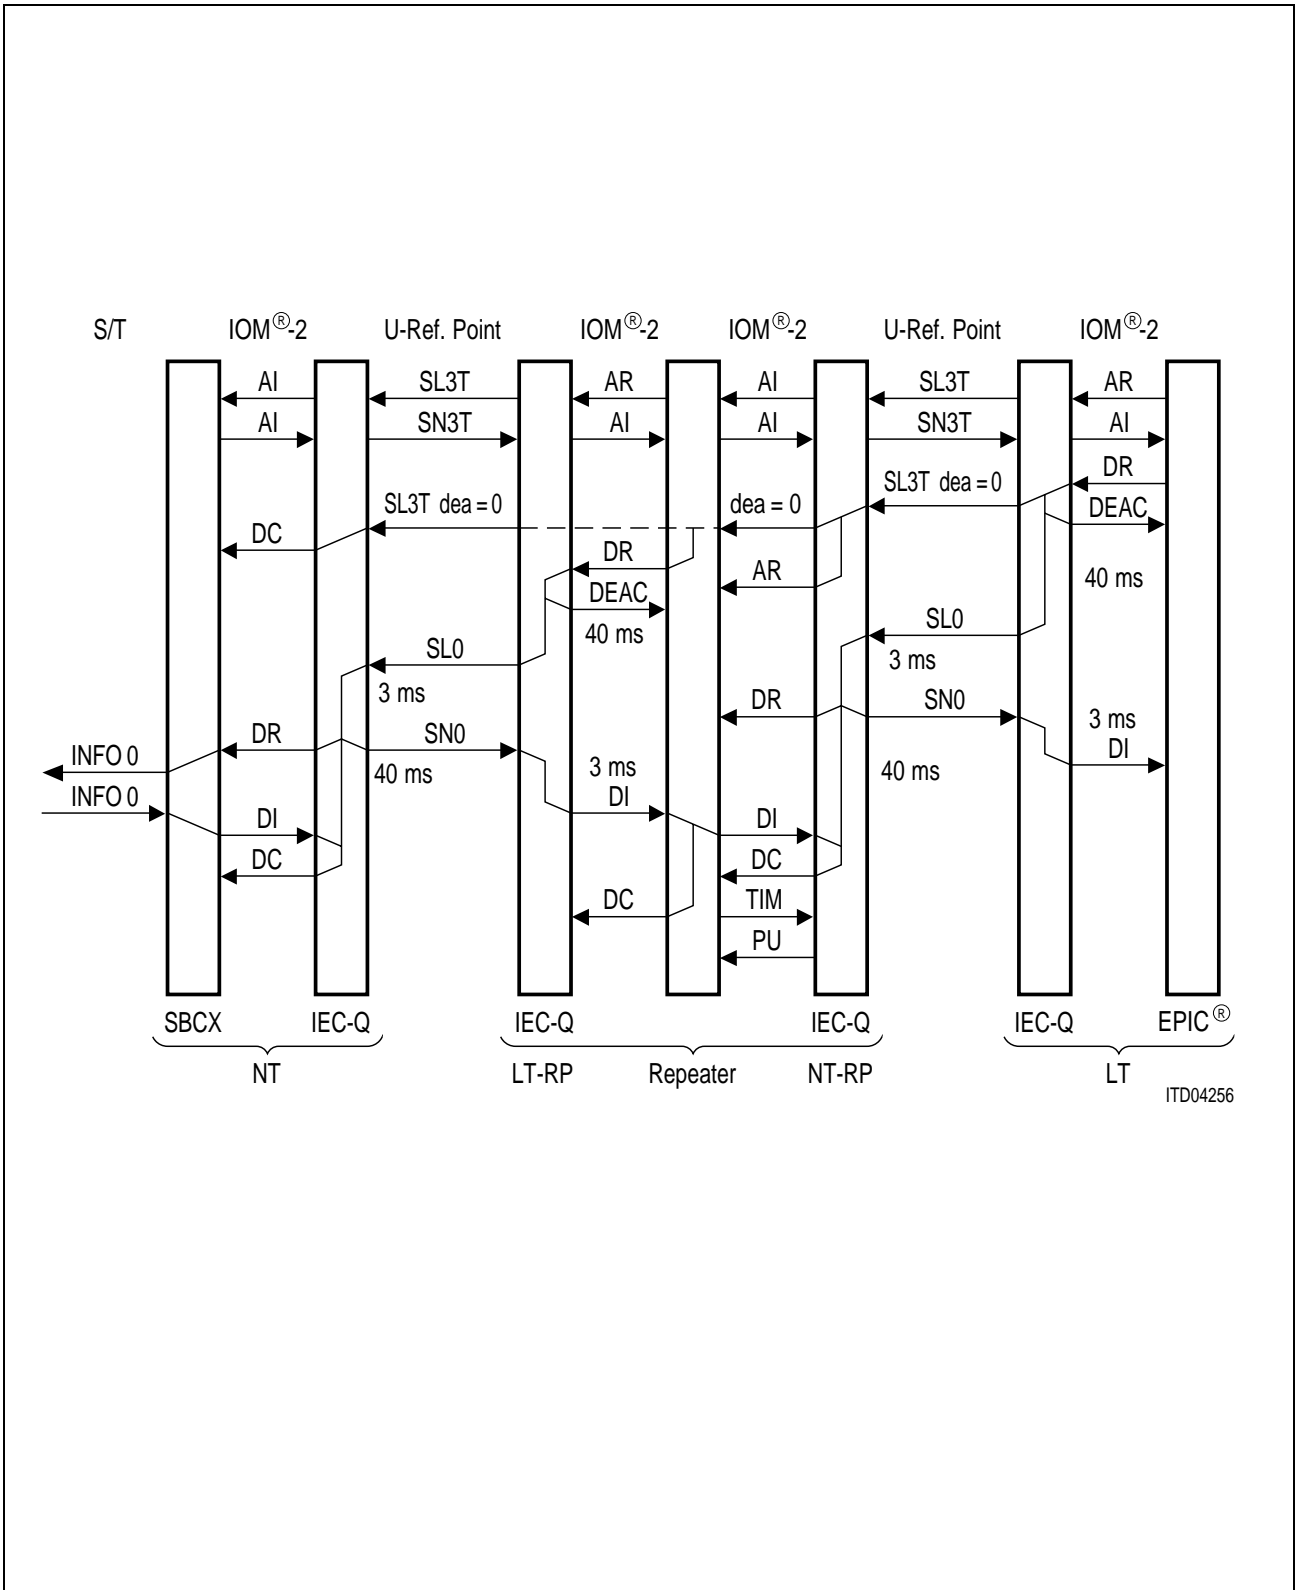 S/T IOM®-2 U-Ref. Point IOM®-2 IOM®-2 U-Ref. Point IOM®-2
AI SL3T AR AI SL3T AR
AI SN3T AI AI SN3T AI
DR
SL3T dea = 0
SL3T dea = 0 dea = 0 DEAC
DC
DR
AR 40 ms
DEAC
SL0
40 ms
SL0
3 ms
3 ms
DR SN0
3 ms
DR SN0
DI
INFO 0
3 ms
40 ms 40 ms
INFO 0
DI
DI DI
DC DC
DC TIM
PU
SBCX IEC-Q IEC-Q IEC-Q IEC-Q EPIC®
NT LT-RP Repeater NT-RP LT
ITD04256